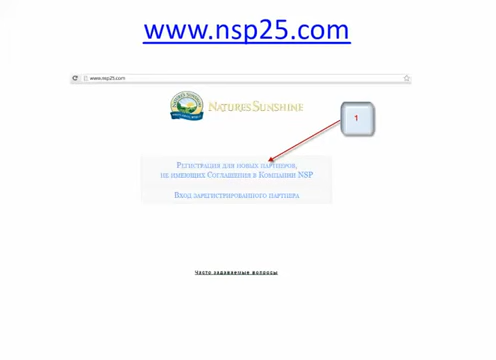 www.nsp25.com
www.nsp25.com
Nature's Sunshine
1
Регистрация для новых партнеров,
не имеющих Соглашения в Компании NSP
Вход зарегистрированного партнера
Часто задаваемые вопросы